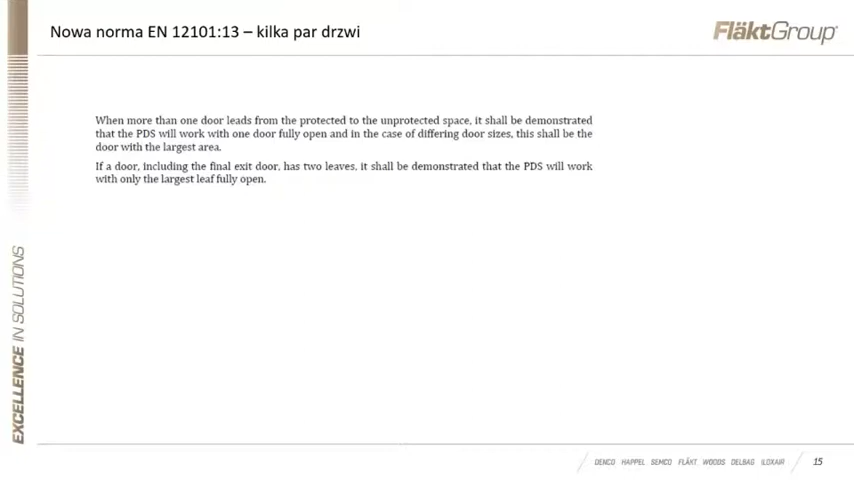 Nowa norma EN 12101:13 – kilka par drzwi
FläktGroup
When more than one door leads from the protected to the unprotected space, it shall be demonstrated
that the PDS will work with one door fully open and in the case of differing door sizes, this shall be the
door with the largest area.
If a door, including the final exit door, has two leaves, it shall be demonstrated that the PDS will work
with only the largest leaf fully open.
EXCELLENCE IN SOLUTIONS
DENCO HAPPEL SEMCO FLÄKT WOODS DELBAG ILOXAIR
15